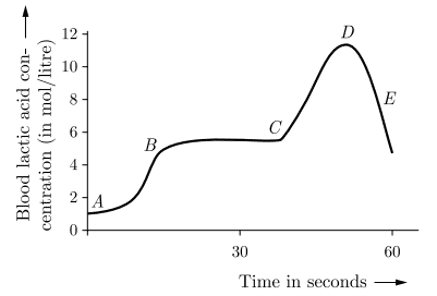 Blood lactic acid con-
centration (in mol/litre)
12
10
8
6
4
2
0
A
B
C
D
E
30
60
Time in seconds